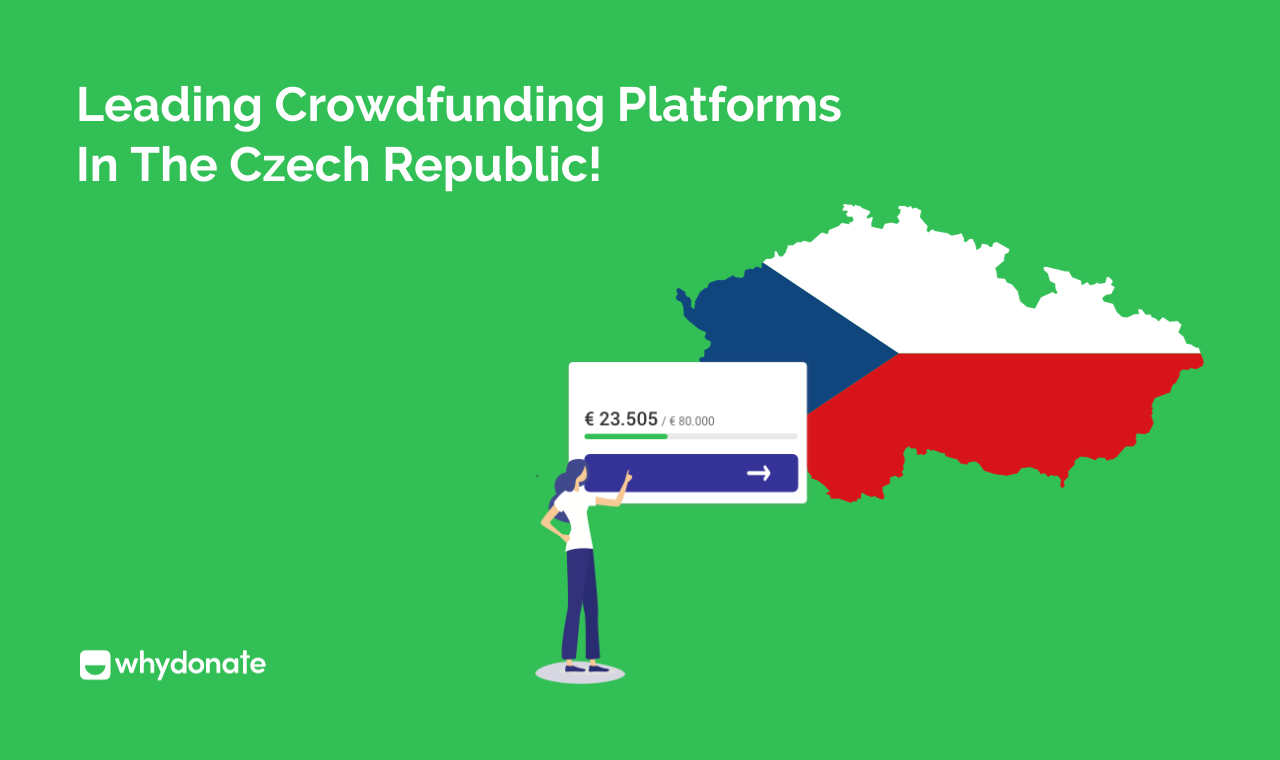 Leading Crowdfunding Platforms
In The Czech Republic!
€ 23.505 / € 80.000
whydonate